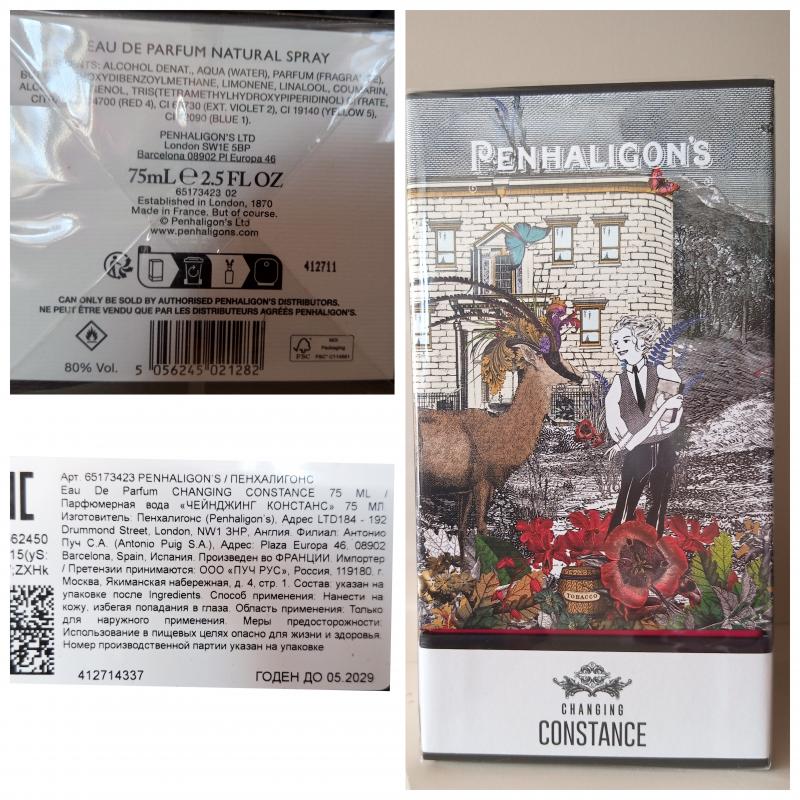 EAU DE PARFUM NATURAL SPRAY
ALCOHOL DENAT., AQUA (WATER), PARFUM
LIMONENE, LINALOOL, COUMARIN,
TRIS(TETRAMETHYLHYDROXYPIPERIDINOL) CITRATE,
(RED 4), (EXT. VIOLET 2), CI 19140 (YELLOW 5),
(BLUE 1).
PENHALIGON'S LTD
London SW1E 5BP
Barcelona 08902 Pl Europa 46
75mL ℮ 2.5 FL OZ
65173423 02
Established in London, 1870
Made in France. But of course.
© Penhaligon's Ltd
www.penhaligons.com
412711
CAN ONLY BE SOLD BY AUTHORISED PENHALIGON'S DISTRIBUTORS.
NE PEUT ÊTRE VENDU QUE PAR LES DISTRIBUTEURS AGRÉÉS PENHALIGON'S.
80% Vol.
5 056245 021282
FSC
MIX
Packaging
Арт. 65173423 PENHALIGON'S / ПЕНХАЛИГОНС
Eau De Parfum CHANGING CONSTANCE 75 ML /
Парфюмерная вода «ЧЕЙНДЖИНГ КОНСТАНС» 75 МЛ
Изготовитель: Пенхалигонс (Penhaligon's), Адрес LTD184 - 192
Drummond Street, London, NW1 3HP, Англия. Филиал: Антонио
Пуч С.А. (Antonio Puig S.A.), Адрес: Plaza Europa 46, 08902
Barcelona, Spain, Испания. Произведен во ФРАНЦИИ. Импортер
/ Претензии принимаются: ООО «ПУЧ РУС», Россия, 119180. г.
Москва, Якиманская набережная, д. 4, стр. 1. Состав: указан на
упаковке после Ingredients. Способ применения: Нанести на
кожу, избегая попадания в глаза. Область применения: Только
для наружного применения. Меры предосторожности:
Использование в пищевых целях опасно для жизни и здоровья.
Номер производственной партии указан на упаковке
412714337 ГОДЕН ДО 05.2029
62450
15(yS:
;ZXHk
PENHALIGON'S
TOBACCO
CHANGING
CONSTANCE